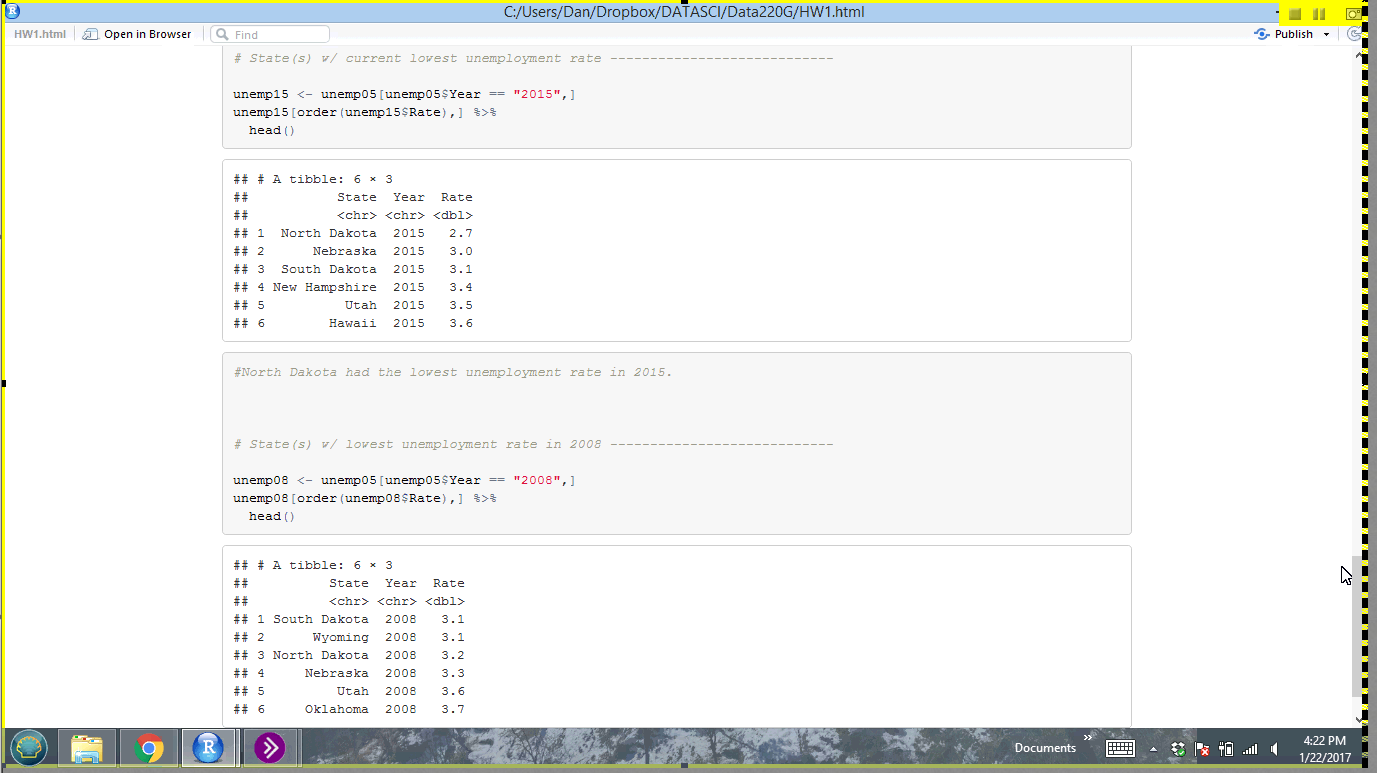 C:/Users/Dan/Dropbox/DATASCI/Data220G/HW1.html
HW1.html Open in Browser Find Publish
# State(s) w/ current lowest unemployment rate ----------------------------
unemp15 <- unemp05[unemp05$Year == "2015",]
unemp15[order(unemp15$Rate),] %>%
  head()
## # A tibble: 6 × 3
##           State  Year  Rate
##           <chr> <chr> <dbl>
## 1  North Dakota  2015   2.7
## 2      Nebraska  2015   3.0
## 3  South Dakota  2015   3.1
## 4 New Hampshire  2015   3.4
## 5          Utah  2015   3.5
## 6        Hawaii  2015   3.6
#North Dakota had the lowest unemployment rate in 2015.
# State(s) w/ lowest unemployment rate in 2008 ----------------------------
unemp08 <- unemp05[unemp05$Year == "2008",]
unemp08[order(unemp08$Rate),] %>%
  head()
## # A tibble: 6 × 3
##          State  Year  Rate
##          <chr> <chr> <dbl>
## 1 South Dakota  2008   3.1
## 2      Wyoming  2008   3.1
## 3 North Dakota  2008   3.2
## 4     Nebraska  2008   3.3
## 5         Utah  2008   3.6
## 6     Oklahoma  2008   3.7
Documents
4:22 PM
1/22/2017